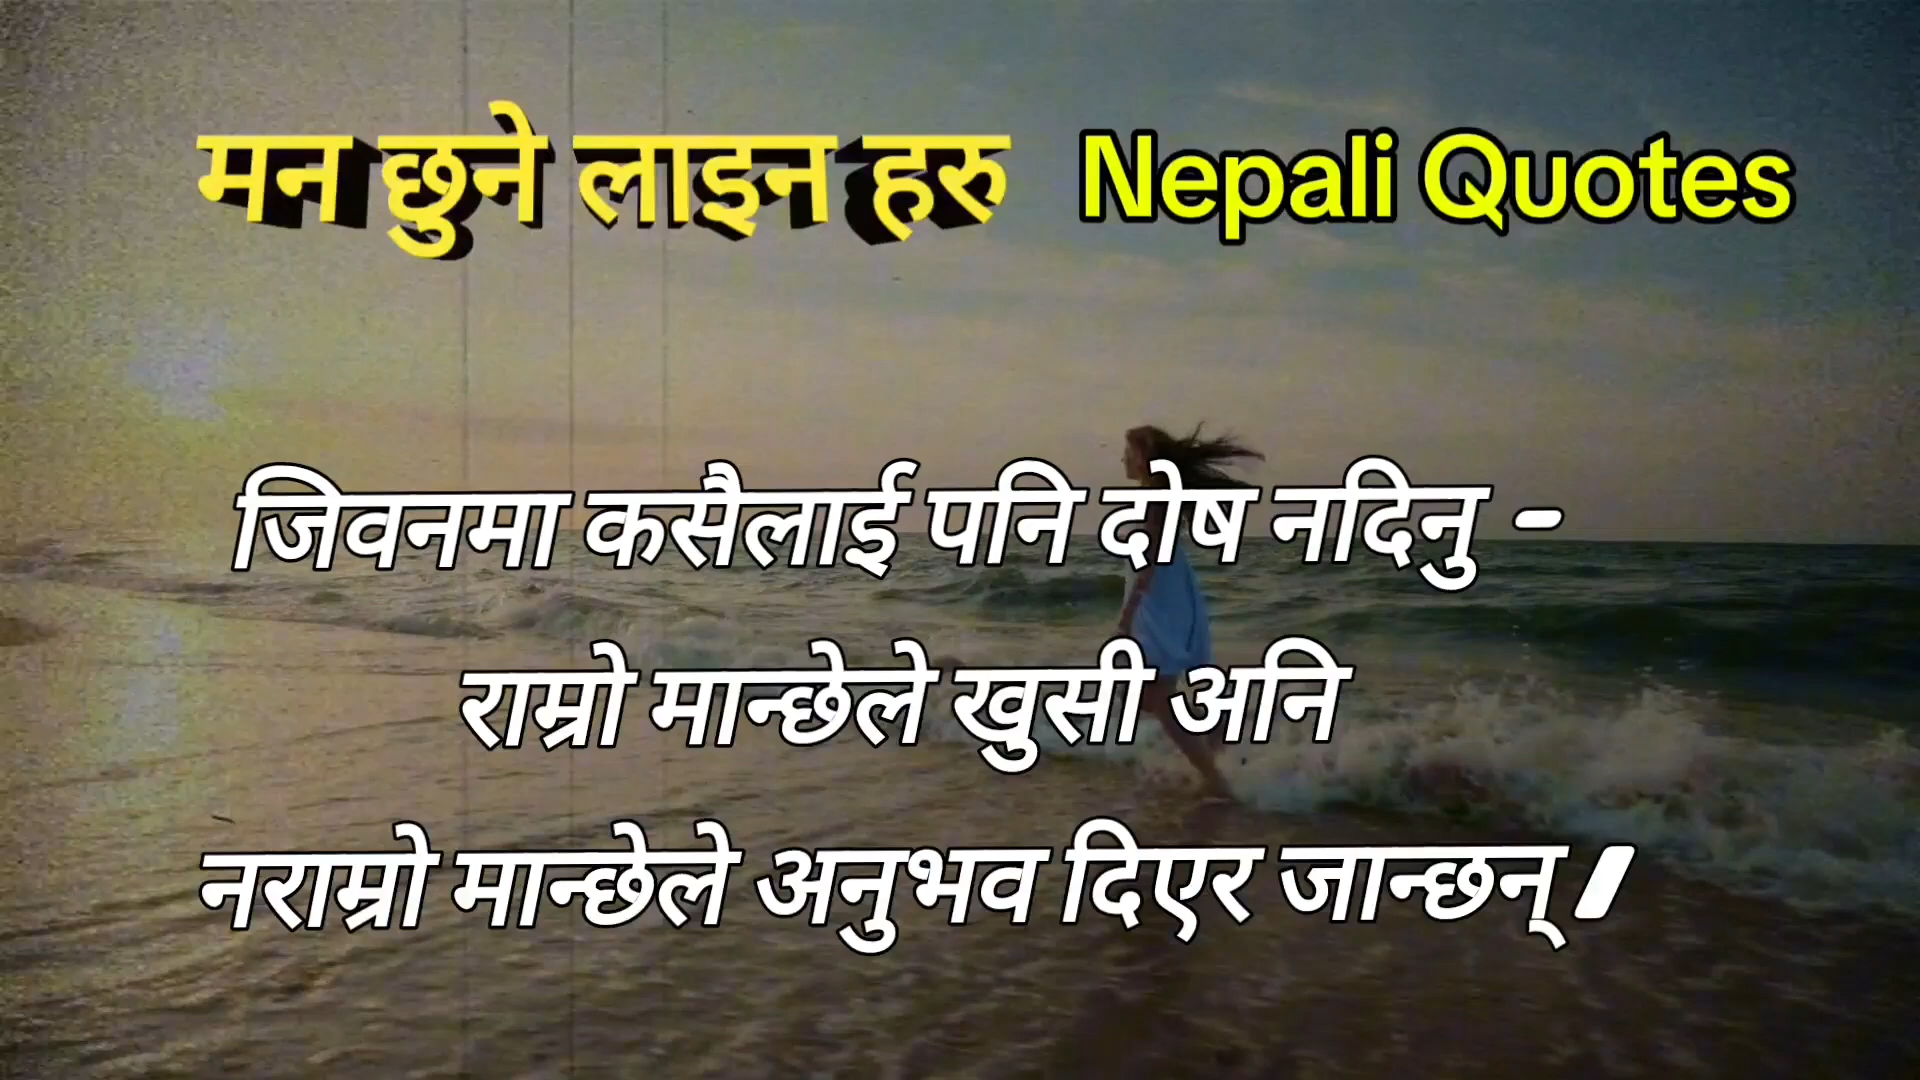 मन छुने लाइन हरु Nepali Quotes
जिवनमा कसैलाई पनि दोष नदिनु -
राम्रो मान्छेले खुसी अनि
नराम्रो मान्छेले अनुभव दिएर जान्छन् /